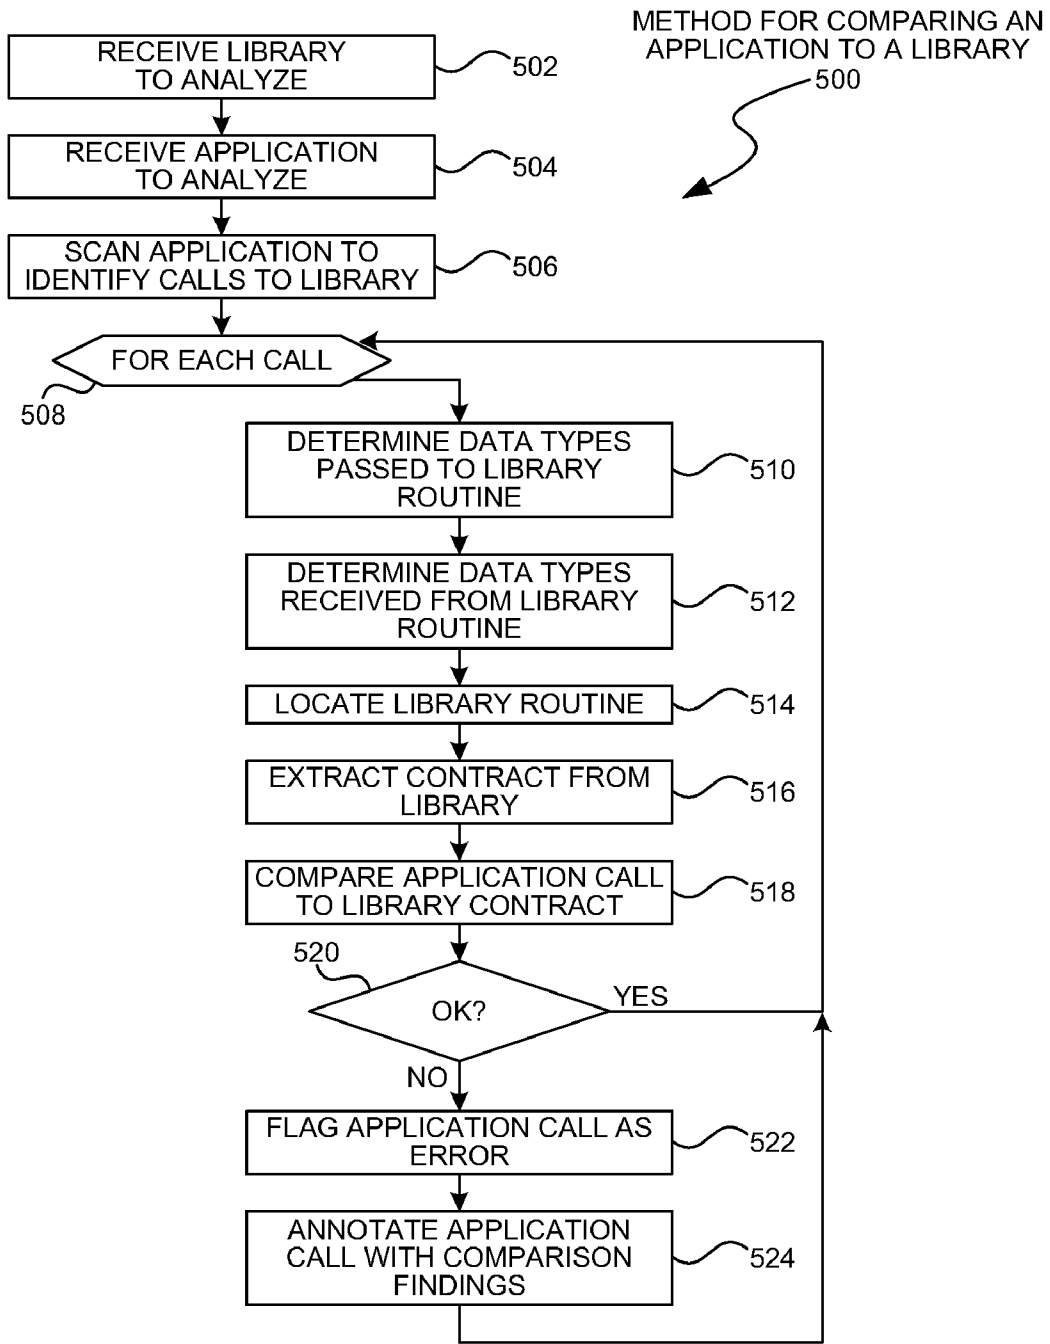 METHOD FOR COMPARING AN
APPLICATION TO A LIBRARY
500
RECEIVE LIBRARY
TO ANALYZE
502
RECEIVE APPLICATION
TO ANALYZE
504
SCAN APPLICATION TO
IDENTIFY CALLS TO LIBRARY
506
FOR EACH CALL
508
DETERMINE DATA TYPES
PASSED TO LIBRARY
ROUTINE
510
DETERMINE DATA TYPES
RECEIVED FROM LIBRARY
ROUTINE
512
LOCATE LIBRARY ROUTINE
514
EXTRACT CONTRACT FROM
LIBRARY
516
COMPARE APPLICATION CALL
TO LIBRARY CONTRACT
518
520
OK?
YES
NO
FLAG APPLICATION CALL AS
ERROR
522
ANNOTATE APPLICATION
CALL WITH COMPARISON
FINDINGS
524